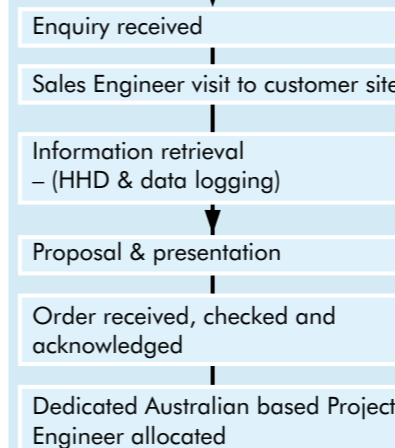 Enquiry received
Sales Engineer visit to customer site
Information retrieval
– (HHD & data logging)
Proposal & presentation
Order received, checked and
acknowledged
Dedicated Australian based Project
Engineer allocated